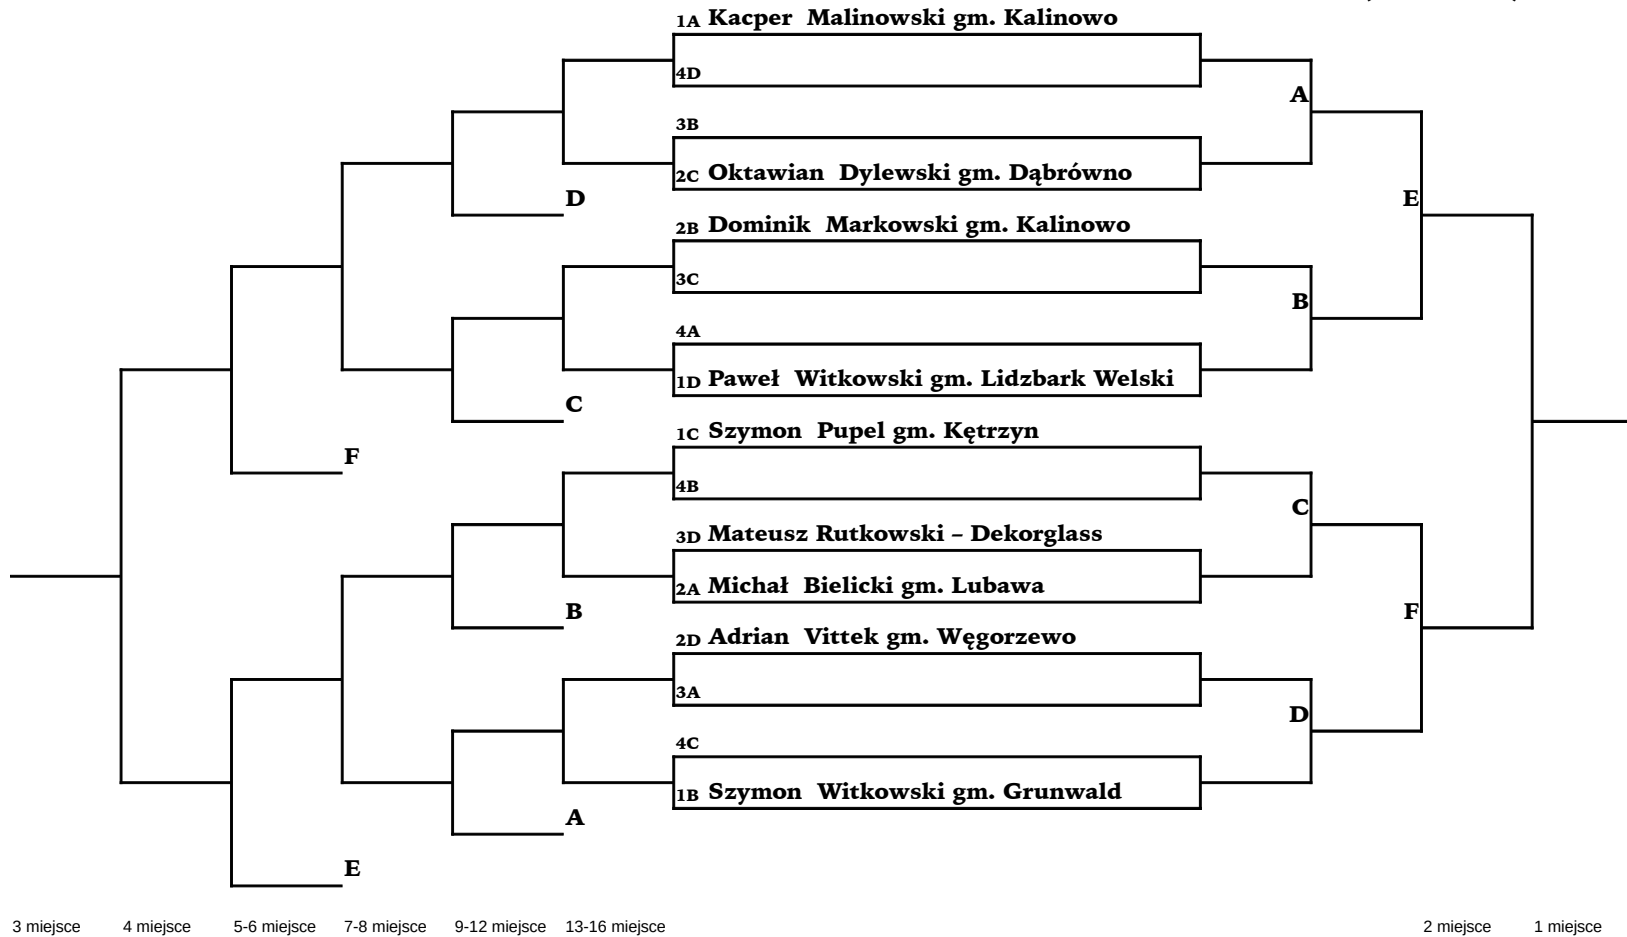 1A Kacper Malinowski gm. Kalinowo
4D
A
3B
2C Oktawian Dylewski gm. Dąbrówno
D
E
2B Dominik Markowski gm. Kalinowo
3C
B
4A
1D Paweł Witkowski gm. Lidzbark Welski
C
1C Szymon Pupel gm. Kętrzyn
F
4B
C
3D Mateusz Rutkowski – Dekorglass
2A Michał Bielicki gm. Lubawa
B
F
2D Adrian Vittek gm. Węgorzewo
3A
D
4C
1B Szymon Witkowski gm. Grunwald
A
E
3 miejsce 4 miejsce 5-6 miejsce 7-8 miejsce 9-12 miejsce 13-16 miejsce 2 miejsce 1 miejsce